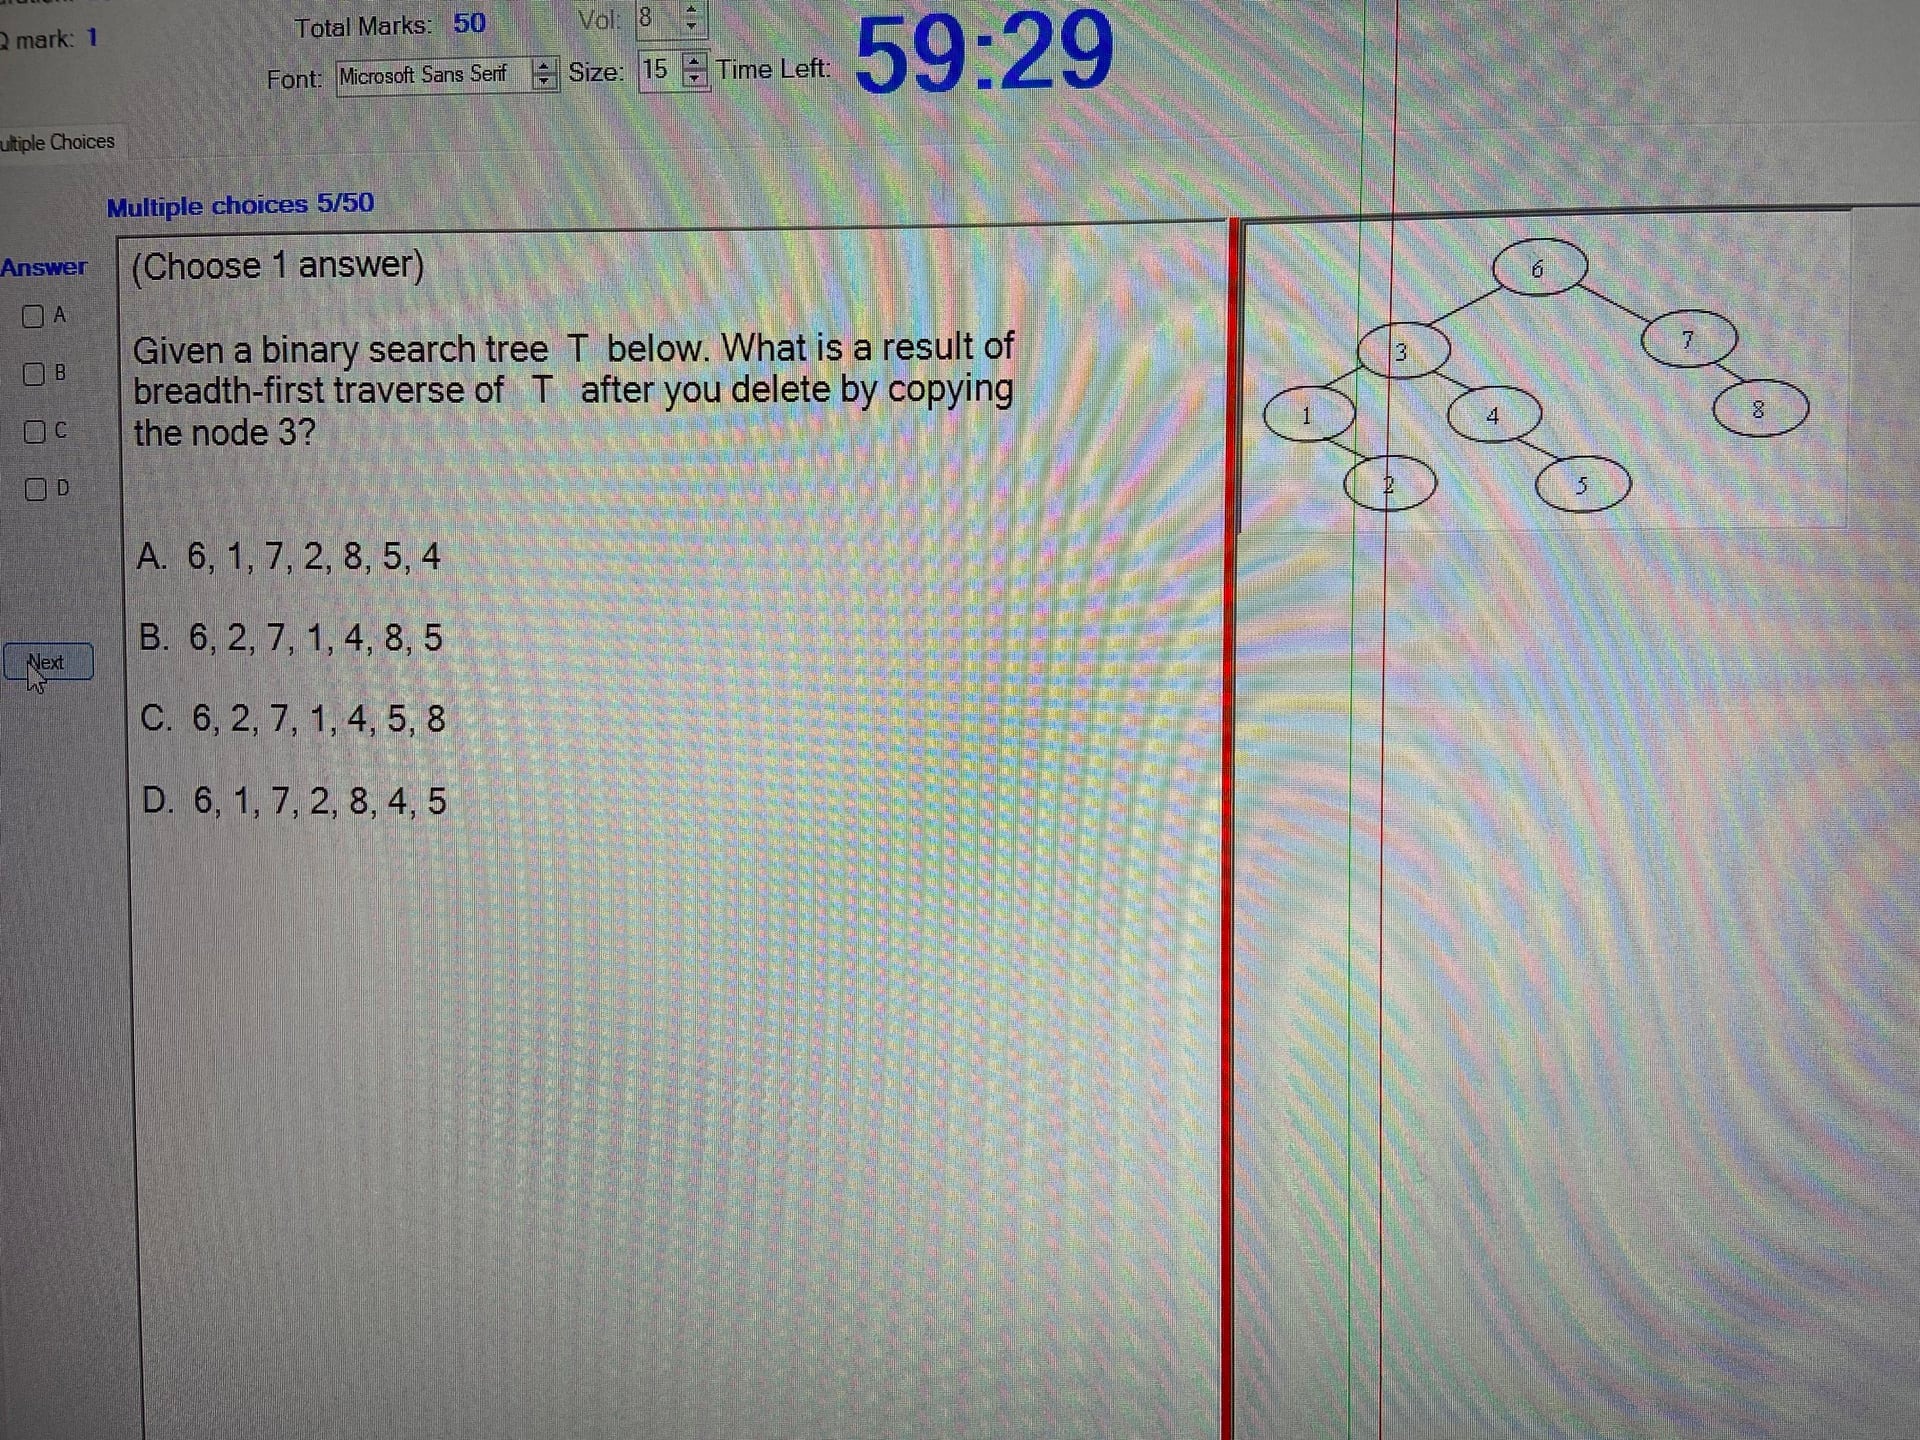 mark: 1
Total Marks: 50
Vol: 8
Font: Microsoft Sans Serif
Size: 15
Time Left: 59:29
Multiple choices 5/50
Answer
A
B
C
D
Next
(Choose 1 answer)
Given a binary search tree T below. What is a result of
breadth-first traverse of T after you delete by copying
the node 3?
A. 6, 1, 7, 2, 8, 5, 4
B. 6, 2, 7, 1, 4, 8, 5
C. 6, 2, 7, 1, 4, 5, 8
D. 6, 1, 7, 2, 8, 4, 5
6
3
7
1
4
8
2
5